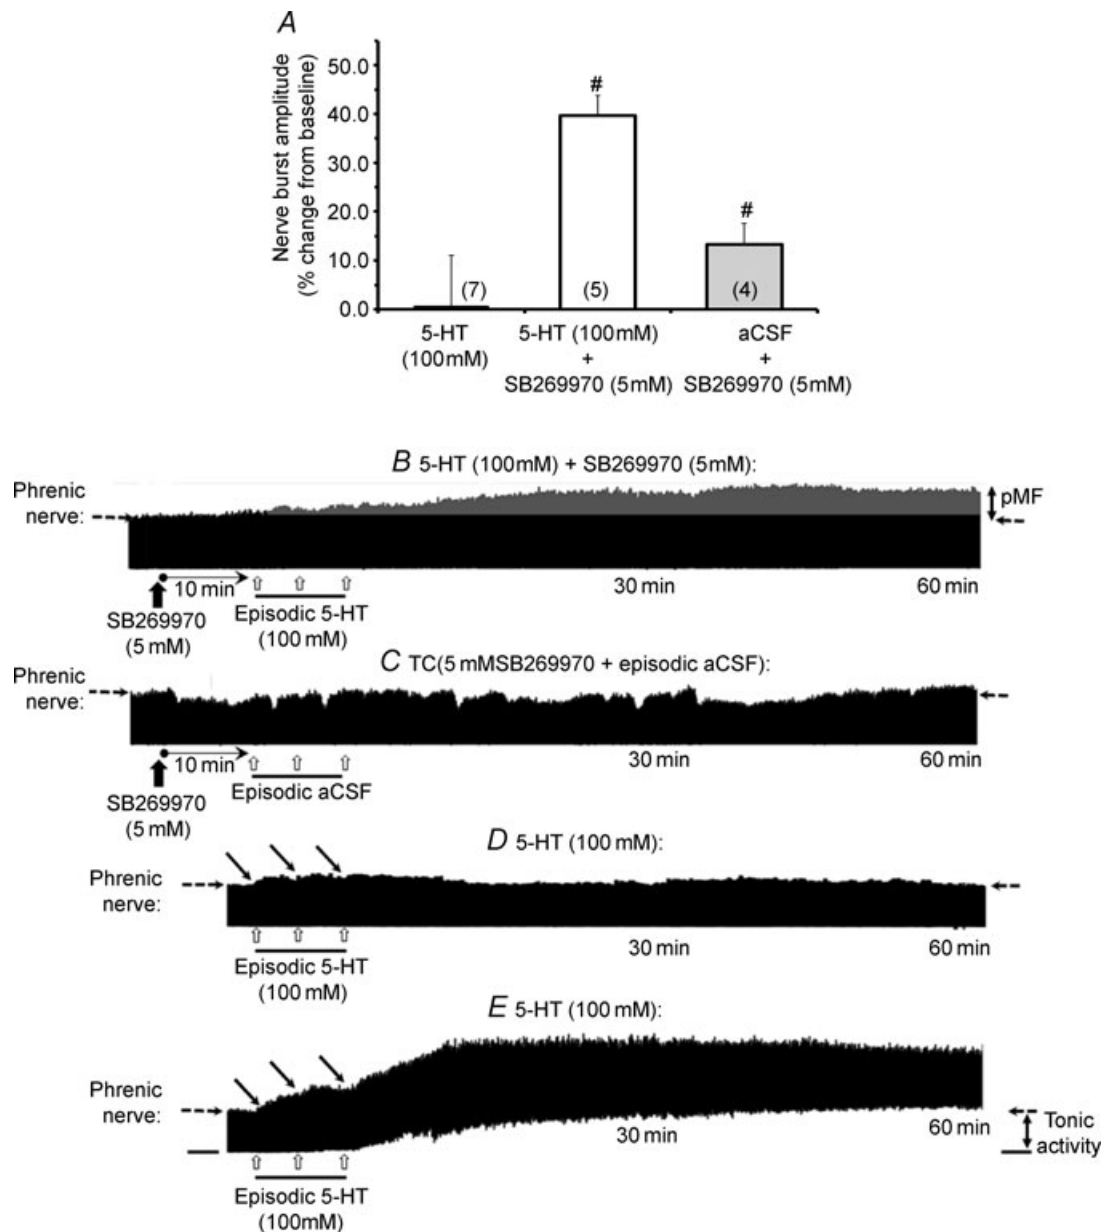 A
Nerve burst amplitude
(% change from baseline)
50.0
40.0
30.0
20.0
10.0
0.0
#
#
(7)
(5)
(4)
5-HT
(100mM)
5-HT (100mM)
+
SB269970 (5mM)
aCSF
+
SB269970 (5mM)
B 5-HT (100mM) + SB269970 (5mM):
Phrenic
nerve:
pMF
10 min
30 min
60 min
SB269970
(5 mM)
Episodic 5-HT
(100 mM)
C TC(5 mMSB269970 + episodic aCSF):
Phrenic
nerve:
10 min
30 min
60 min
SB269970
(5 mM)
Episodic aCSF
D 5-HT (100 mM):
Phrenic
nerve:
30 min
60 min
Episodic 5-HT
(100 mM)
E 5-HT (100 mM):
Phrenic
nerve:
30 min
60 min
Tonic
activity
Episodic 5-HT
(100mM)